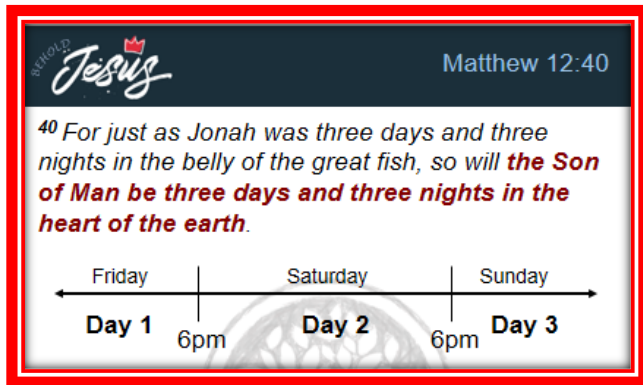 BEHOLD
Jesus
Matthew 12:40
40 For just as Jonah was three days and three
nights in the belly of the great fish, so will the Son
of Man be three days and three nights in the
heart of the earth.
Friday Saturday Sunday
Day 1 6pm Day 2 6pm Day 3